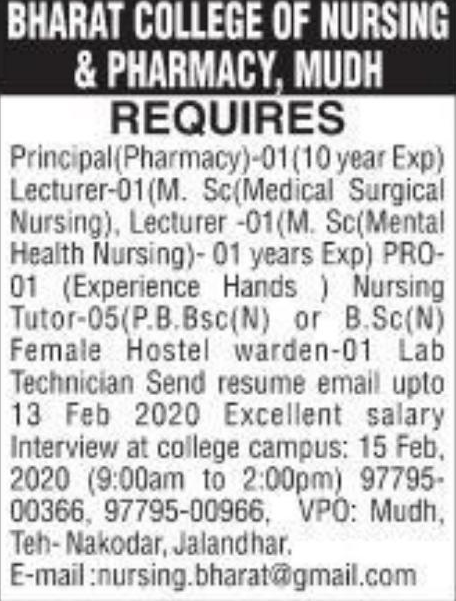 BHARAT COLLEGE OF NURSING
& PHARMACY, MUDH
REQUIRES
Principal(Pharmacy)-01(10 year Exp)
Lecturer-01(M. Sc(Medical Surgical
Nursing), Lecturer -01(M. Sc(Mental
Health Nursing)- 01 years Exp) PRO-
01 (Experience Hands ) Nursing
Tutor-05(P.B.Bsc(N) or B.Sc(N)
Female Hostel warden-01 Lab
Technician Send resume email upto
13 Feb 2020 Excellent salary
Interview at college campus: 15 Feb,
2020 (9:00am to 2:00pm) 97795-
00366, 97795-00966, VPO: Mudh,
Teh- Nakodar, Jalandhar.
E-mail :nursing.bharat@gmail.com